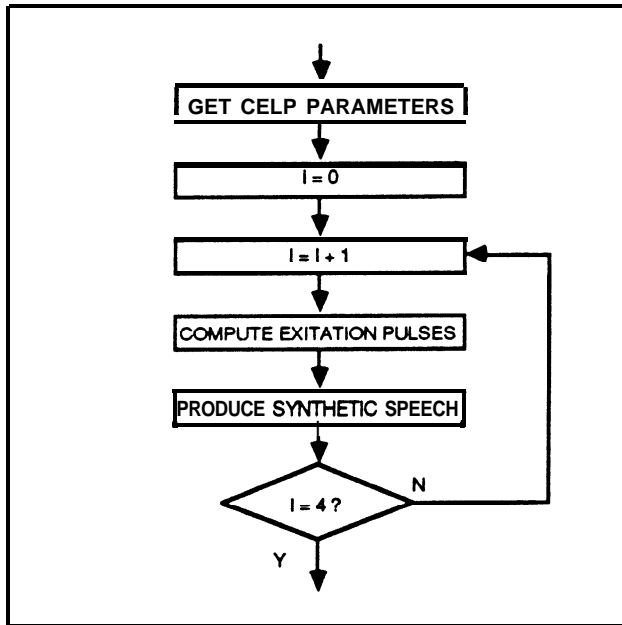 GET CELP PARAMETERS
I = 0
I = I + 1
COMPUTE EXITATION PULSES
PRODUCE SYNTHETIC SPEECH
I = 4 ?
N
Y